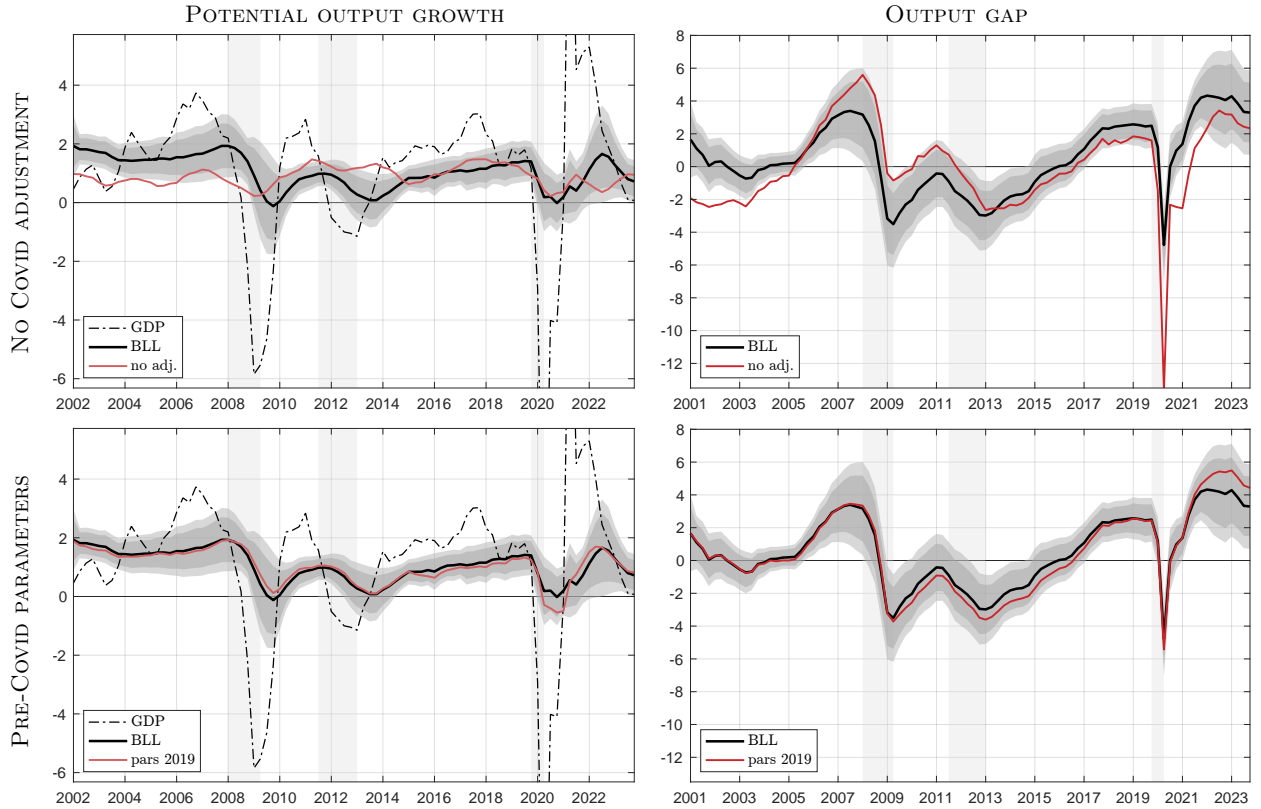 POTENTIAL OUTPUT GROWTH
OUTPUT GAP
NO COVID ADJUSTMENT
4
2
0
-2
-4
-6
GDP
BLL
no adj.
2002 2004 2006 2008 2010 2012 2014 2016 2018 2020 2022
8
6
4
2
0
-2
-4
-6
-8
-10
-12
BLL
no adj.
2001 2003 2005 2007 2009 2011 2013 2015 2017 2019 2021 2023
PRE-COVID PARAMETERS
4
2
0
-2
-4
-6
GDP
BLL
pars 2019
2002 2004 2006 2008 2010 2012 2014 2016 2018 2020 2022
8
6
4
2
0
-2
-4
-6
-8
-10
-12
BLL
pars 2019
2001 2003 2005 2007 2009 2011 2013 2015 2017 2019 2021 2023